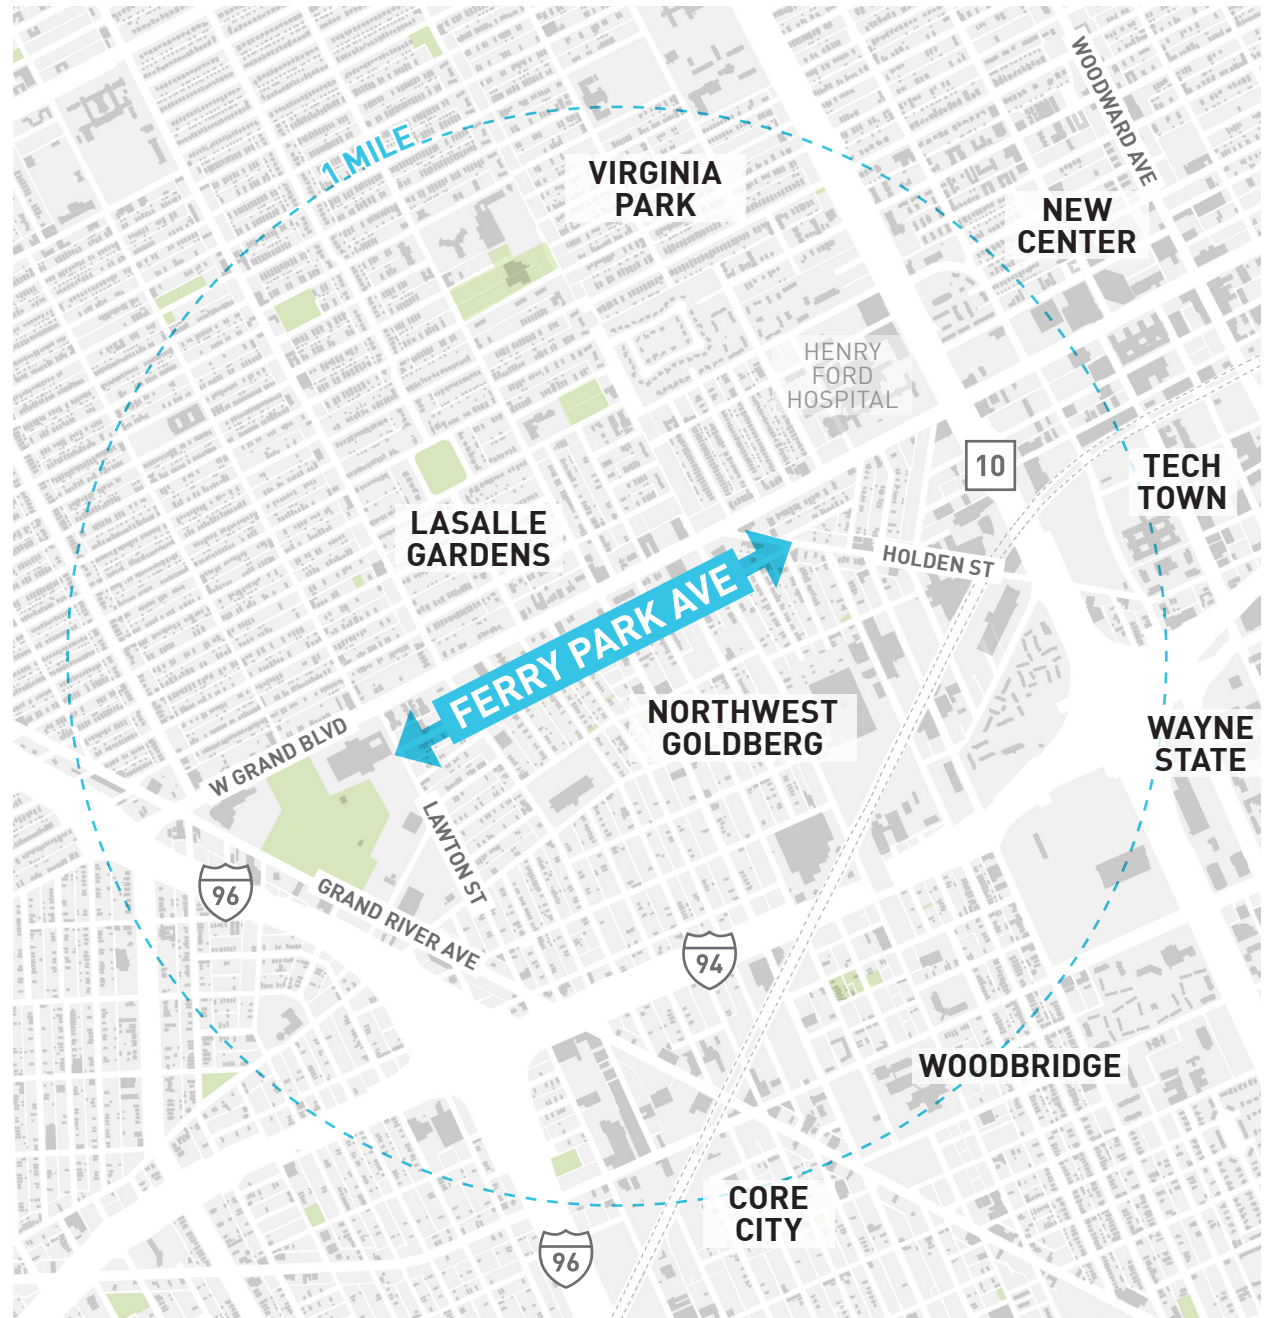 WOODWARD AVE
1 MILE
VIRGINIA
PARK
NEW
CENTER
HENRY
FORD
HOSPITAL
10
TECH
TOWN
LASALLE
GARDENS
HOLDEN ST
FERRY PARK AVE
NORTHWEST
GOLDBERG
WAYNE
STATE
W GRAND BLVD
LAWTON ST
96
GRAND RIVER AVE
94
WOODBRIDGE
CORE
CITY
96